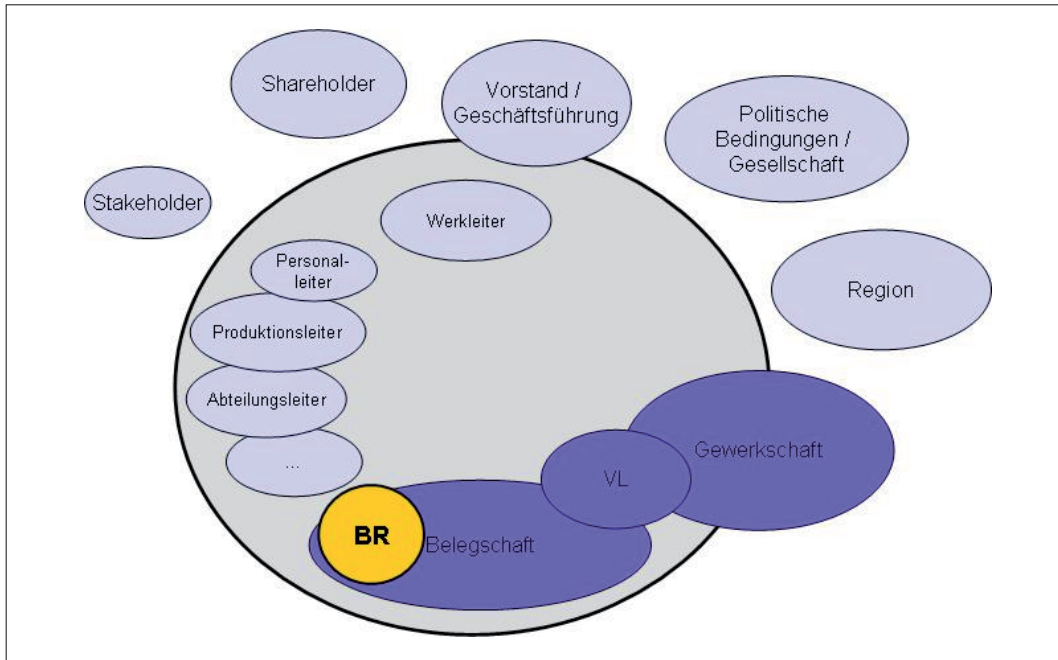 Shareholder
Vorstand /
Geschäftsführung
Politische
Bedingungen /
Gesellschaft
Stakeholder
Werkleiter
Personal-
leiter
Region
Produktionsleiter
Abteilungsleiter
...
Gewerkschaft
VL
BR
Belegschaft